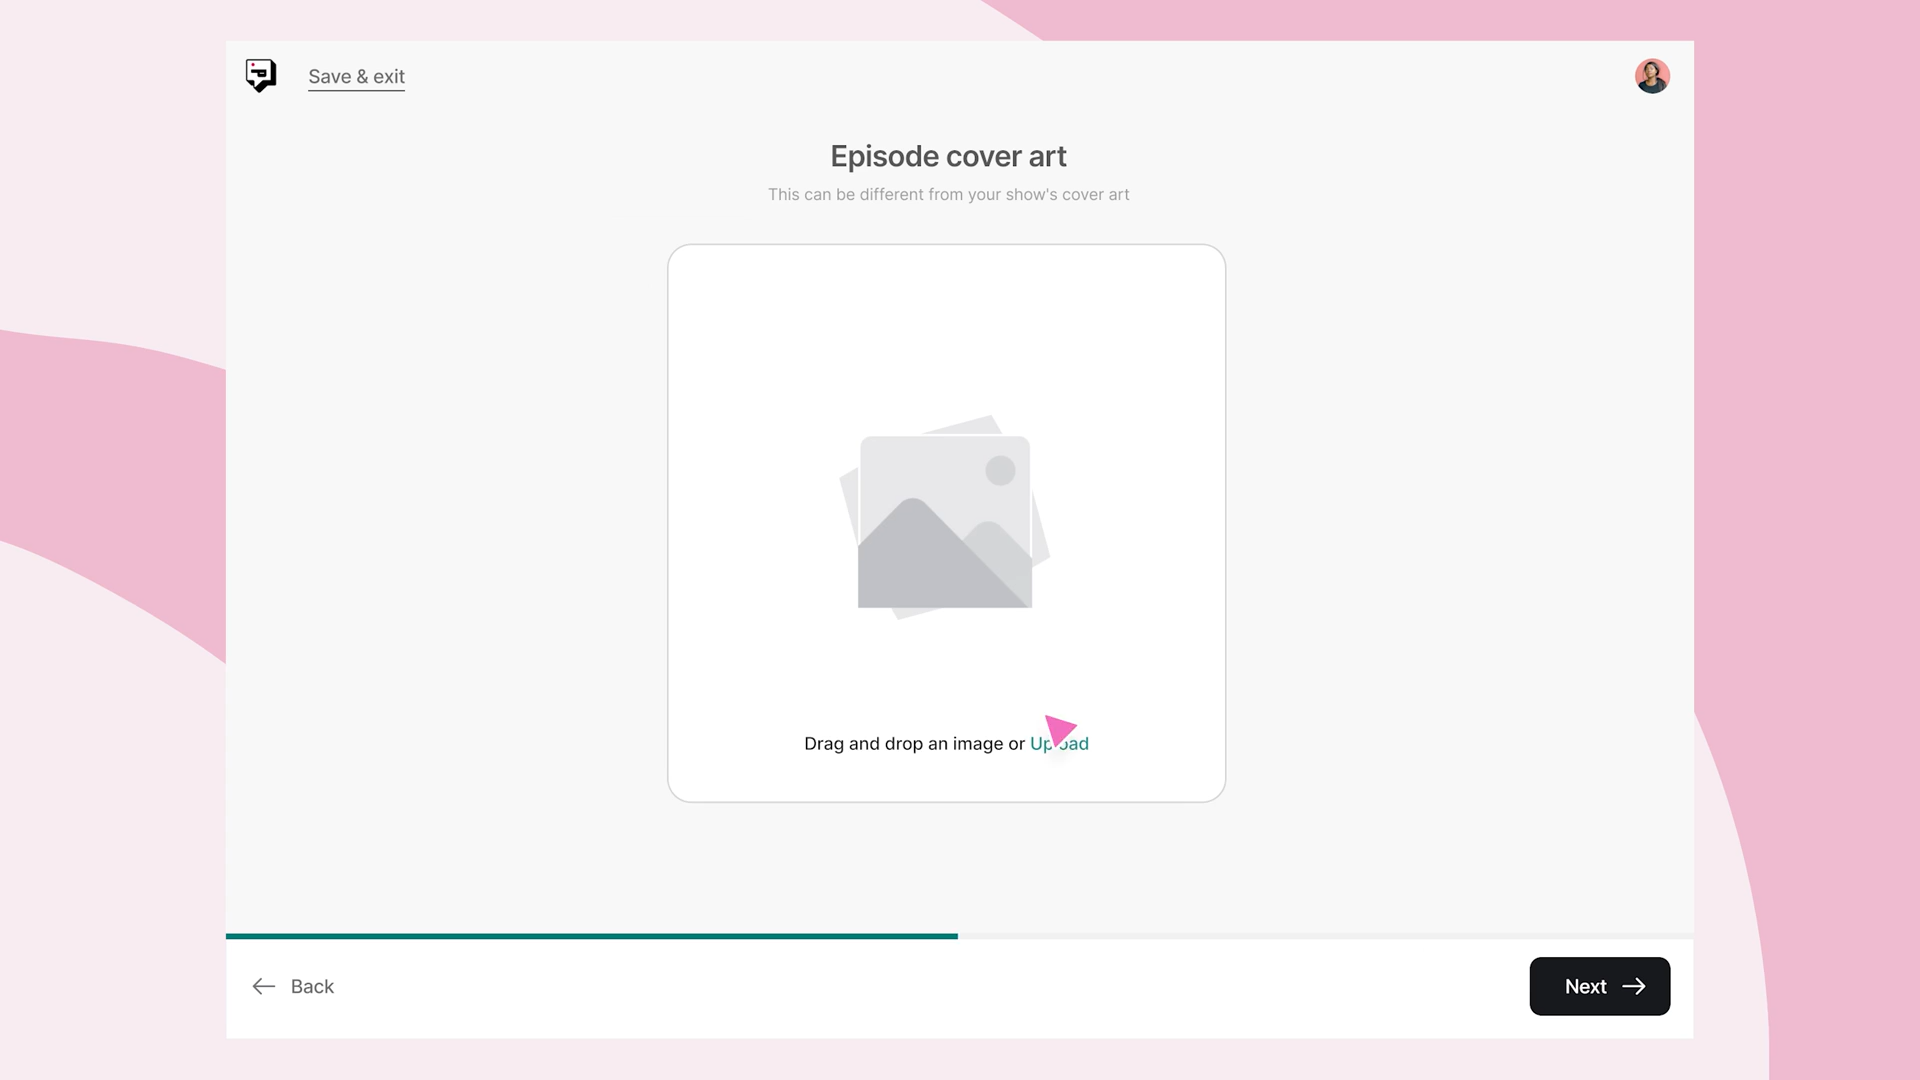 Save & exit
Episode cover art
This can be different from your show's cover art
Drag and drop an image or Upload
Back
Next